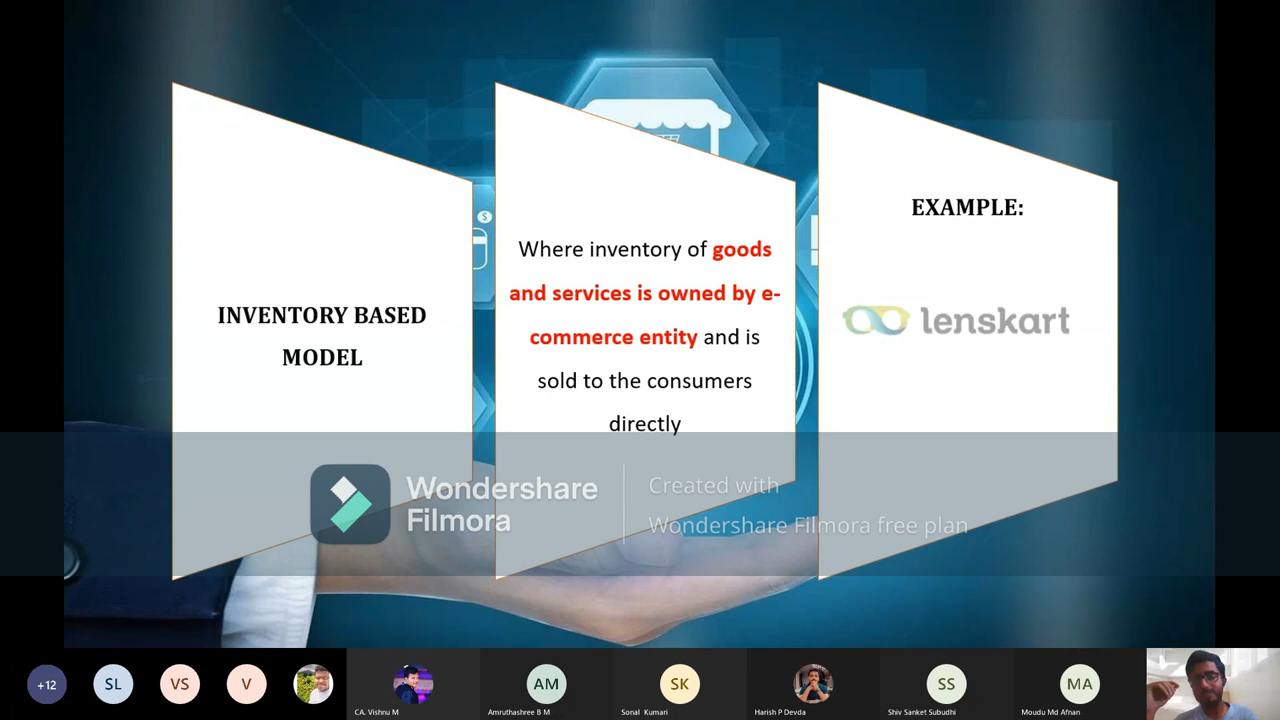 INVENTORY BASED
MODEL
Where inventory of goods
and services is owned by e-
commerce entity and is
sold to the consumers
directly
EXAMPLE:
lenskart
Wondershare
Filmora
Created with
Wondershare Filmora free plan
+12
SL
VS
V
CA. Vishnu M
AM
Amruthashree B M
SK
Sonal Kumari
Harish P Devda
SS
Shiv Sanket Subudhi
MA
Moudu Md Afnan